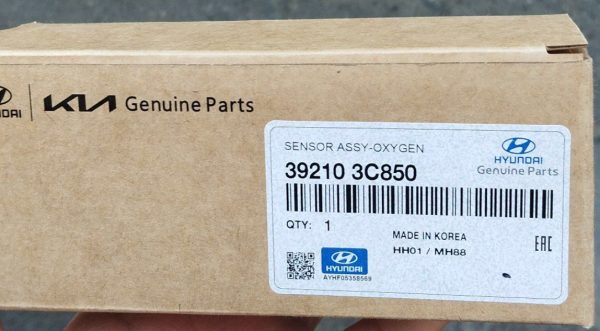 HYUNDAI | KIA Genuine Parts
SENSOR ASSY-OXYGEN
39210 3C850
HYUNDAI
Genuine Parts
QTY: 1
MADE IN KOREA
HH01 / MH88
EAC
HYUNDAI
AYHF05358569